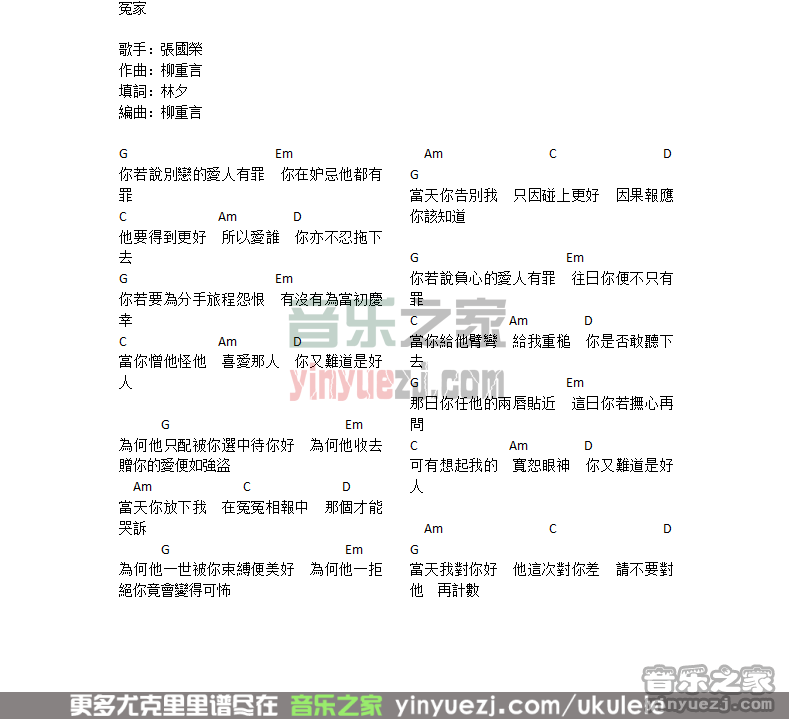 冤家
歌手：張國榮
作曲：柳重言
填詞：林夕
編曲：柳重言
G Em
你若說別戀的愛人有罪 你在妒忌他都有
罪
C Am D
他要得到更好 所以愛誰 你亦不忍拖下
去
G Em
你若要為分手旅程怨恨 有沒有為當初慶
幸
C Am D
當你憎他怪他 喜愛那人 你又難道是好
人
G Em
為何他只配被你選中待你好 為何他收去
贈你的愛便如強盜
Am C D
當天你放下我 在冤冤相報中 那個才能
哭訴
G Em
為何他一世被你束縛便美好 為何他一拒
絕你竟會變得可怖
Am C D
G
當天你告別我 只因碰上更好 因果報應
你該知道
G Em
你若說負心的愛人有罪 往日你便不只有
罪
C Am D
當你給他臂彎 給我重槌 你是否敢聽下
去
G Em
那日你任他的兩唇貼近 這日你若撫心再
問
C Am D
可有想起我的 寬恕眼神 你又難道是好
人
Am C D
G
當天我對你好 他這次對你差 請不要對
他 再計數
音乐之家
yinyuezj.com
音乐之家
yinyuezj.com
更多尤克里里谱尽在 音乐之家 yinyuezj.com/ukulele